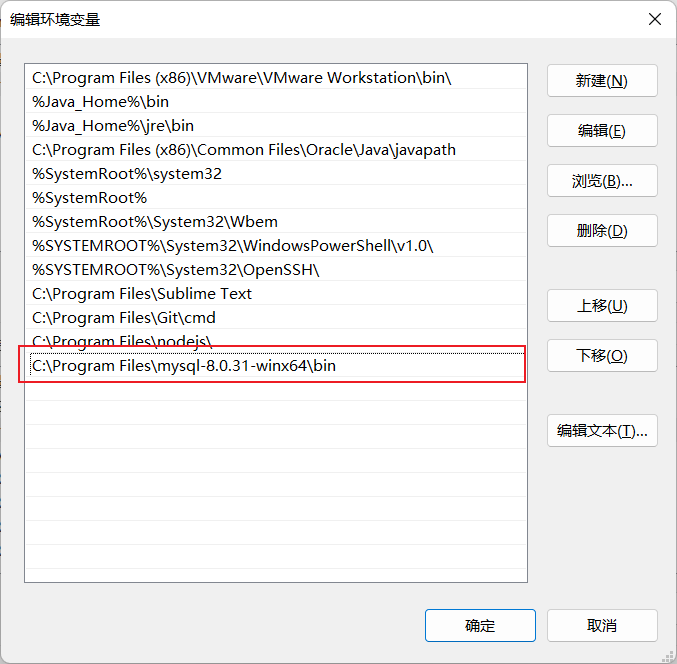 编辑环境变量
C:\Program Files (x86)\VMware\VMware Workstation\bin\
%Java_Home%\bin
%Java_Home%\jre\bin
C:\Program Files (x86)\Common Files\Oracle\Java\javapath
%SystemRoot%\system32
%SystemRoot%
%SystemRoot%\System32\Wbem
%SYSTEMROOT%\System32\WindowsPowerShell\v1.0\
%SYSTEMROOT%\System32\OpenSSH\
C:\Program Files\Sublime Text
C:\Program Files\Git\cmd
C:\Program Files\nodejs\
C:\Program Files\mysql-8.0.31-winx64\bin
新建(N)
编辑(E)
浏览(B)...
删除(D)
上移(U)
下移(O)
编辑文本(T)...
确定
取消